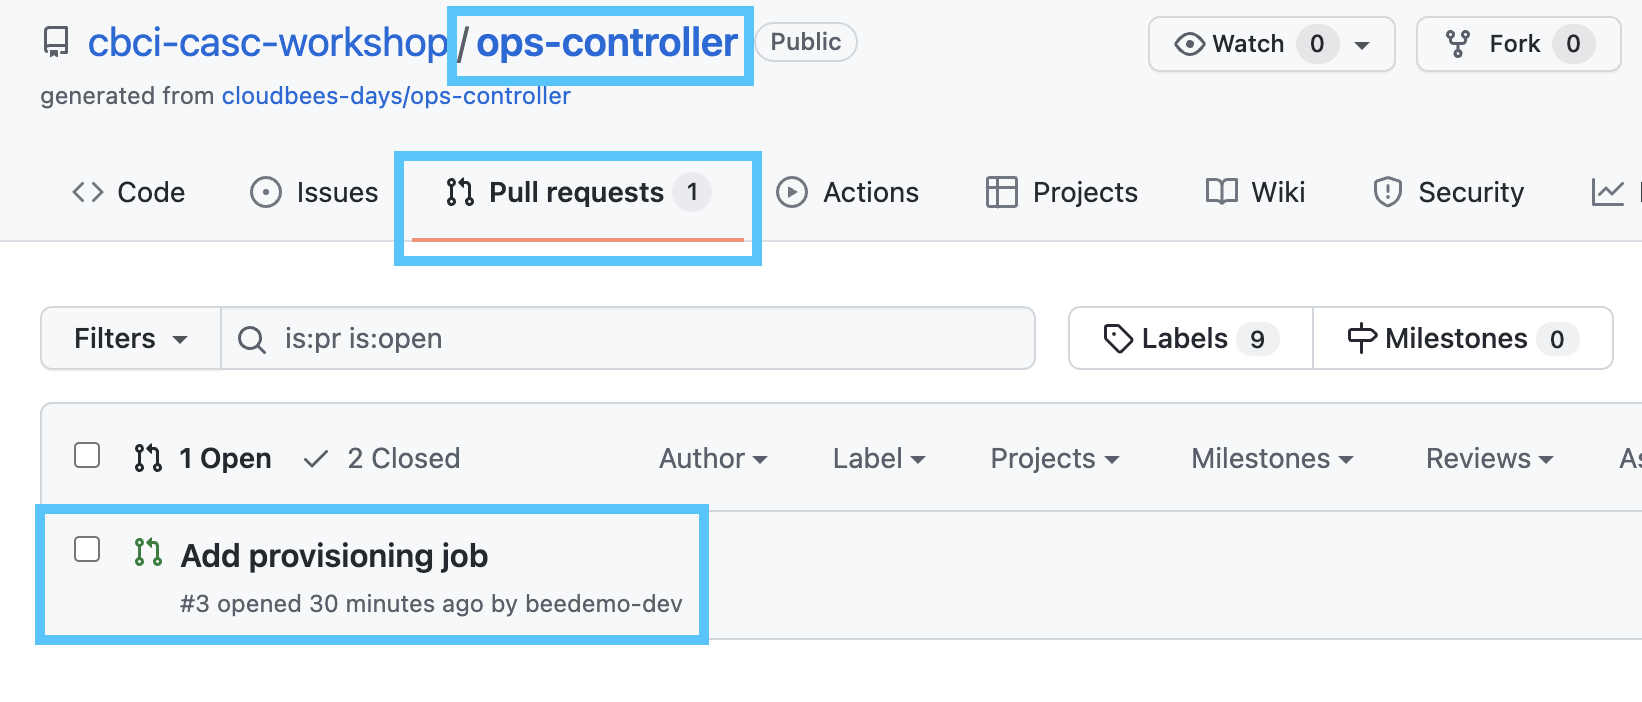 cbci-casc-workshop / ops-controller Public Watch 0 Fork 0
generated from cloudbees-days/ops-controller
Code Issues Pull requests 1 Actions Projects Wiki Security
Filters is:pr is:open Labels 9 Milestones 0
1 Open 2 Closed Author Label Projects Milestones Reviews
Add provisioning job
#3 opened 30 minutes ago by beedemo-dev